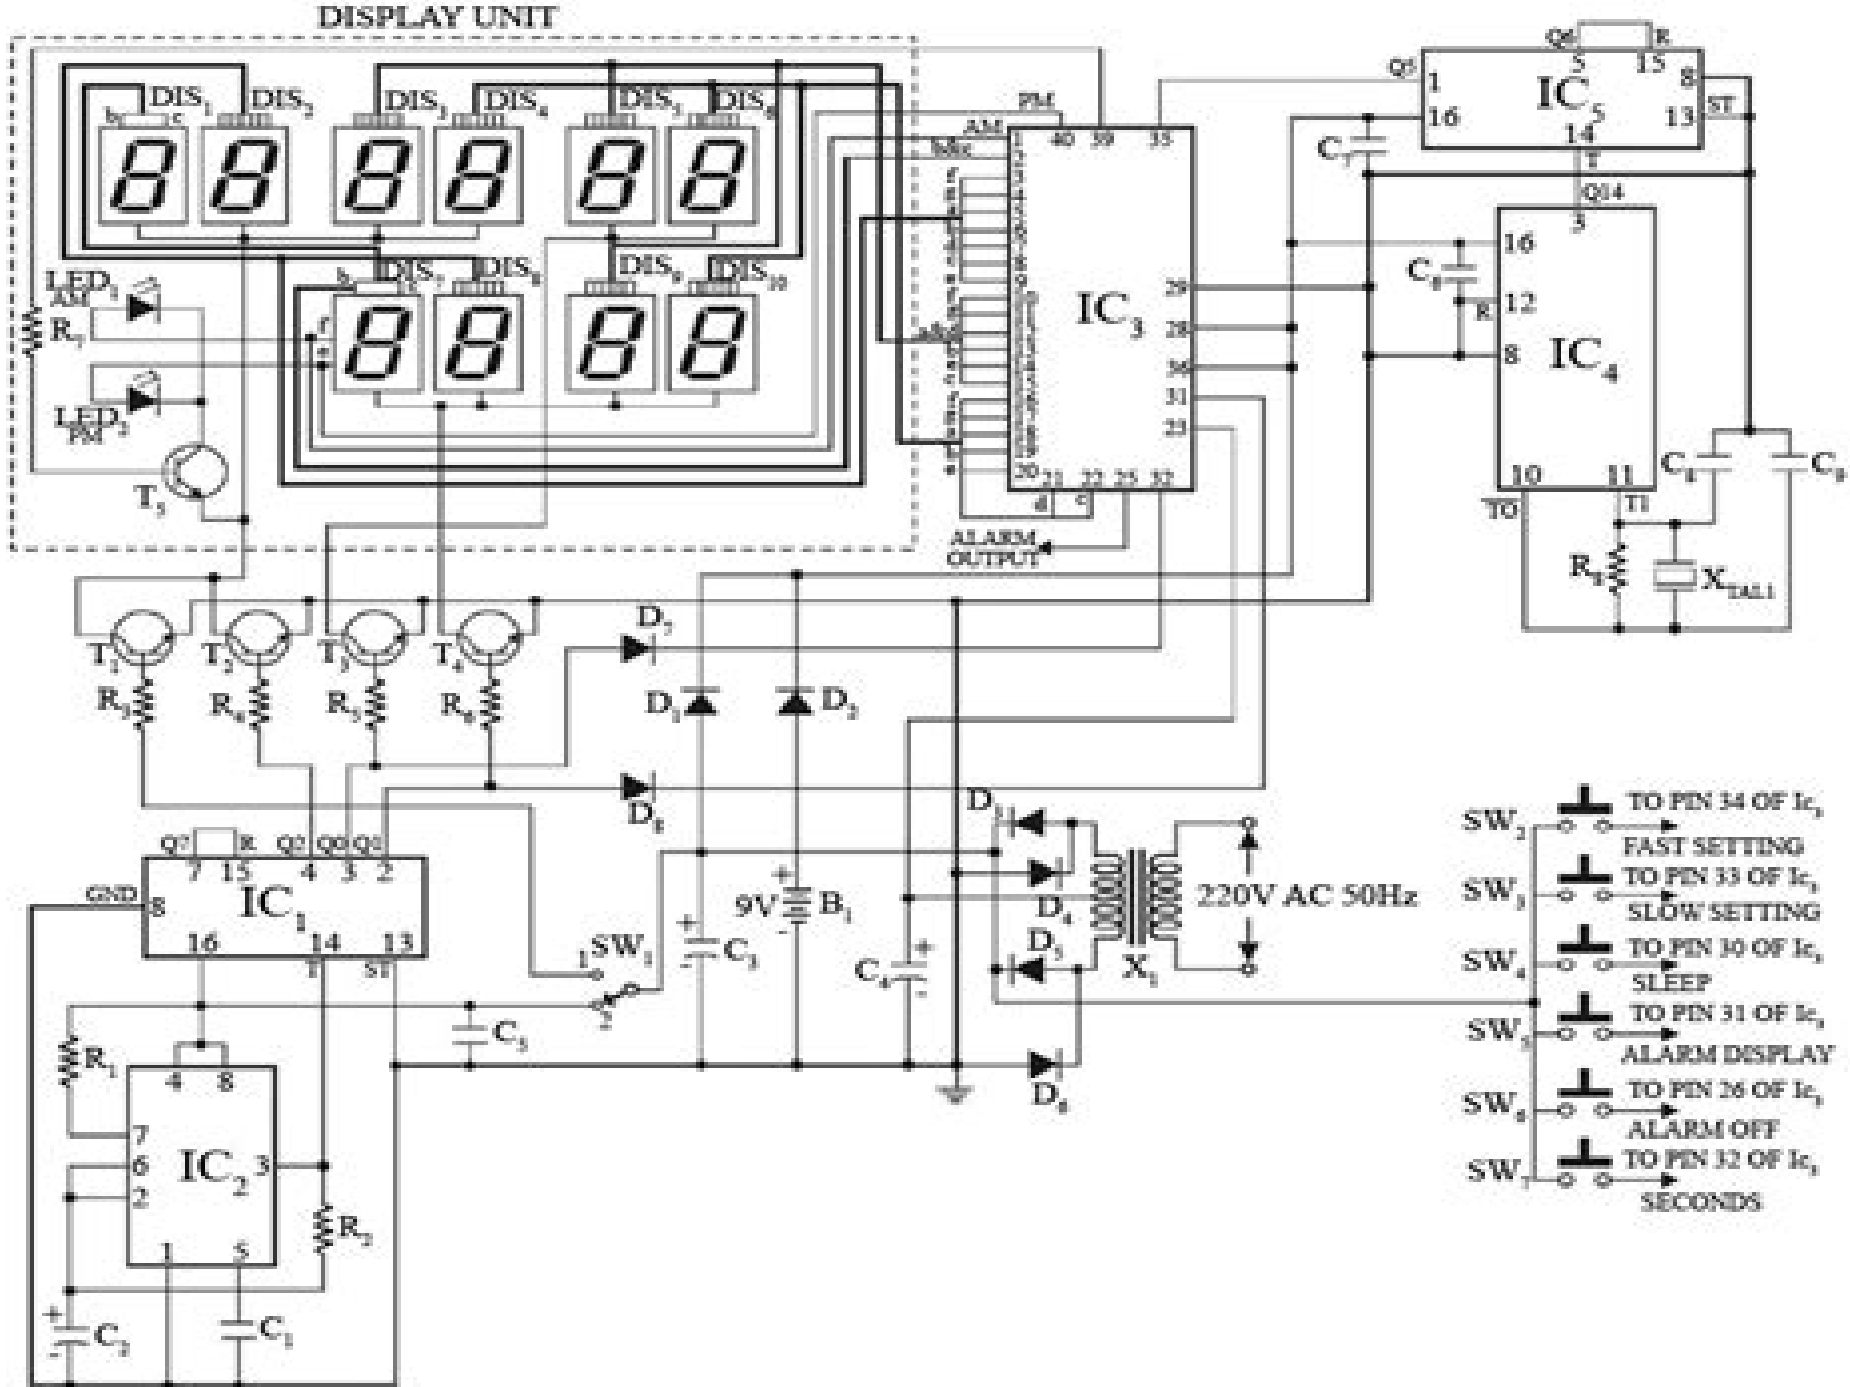 DISPLAY UNIT
DIS1
DIS2
DIS3
DIS4
DIS5
DIS6
b
c
DIS7
DIS8
DIS9
DIS10
b
LED1
AM
R7
LED2
PM
T5
PM
AM
40
39
35
IC3
29
28
36
31
23
20
21
22
25
32
ALARM
OUTPUT
Q5
Q6
R
5
15
1
8
IC5
ST
16
13
14
C7
Q14
5
16
C6
12
R
8
IC4
10
11
TO
T1
C8
C9
R8
XTAL1
T1
T2
T3
T4
R3
R4
R5
R6
D7
D8
D1
D2
D3
D4
D5
D6
Q7
R
Q2
Q0
Q1
7
15
4
3
2
GND
8
IC1
16
14
13
ST
1
SW1
2
9V
B1
C3
C4
C5
X1
220V AC 50Hz
R1
4
8
7
6
IC2
3
2
R2
1
5
C2
C1
SW2
TO PIN 34 OF Ic3
FAST SETTING
SW3
TO PIN 33 OF Ic3
SLOW SETTING
SW4
TO PIN 30 OF Ic3
SLEEP
SW5
TO PIN 31 OF Ic3
ALARM DISPLAY
SW6
TO PIN 26 OF Ic3
ALARM OFF
SW7
TO PIN 32 OF Ic3
SECONDS